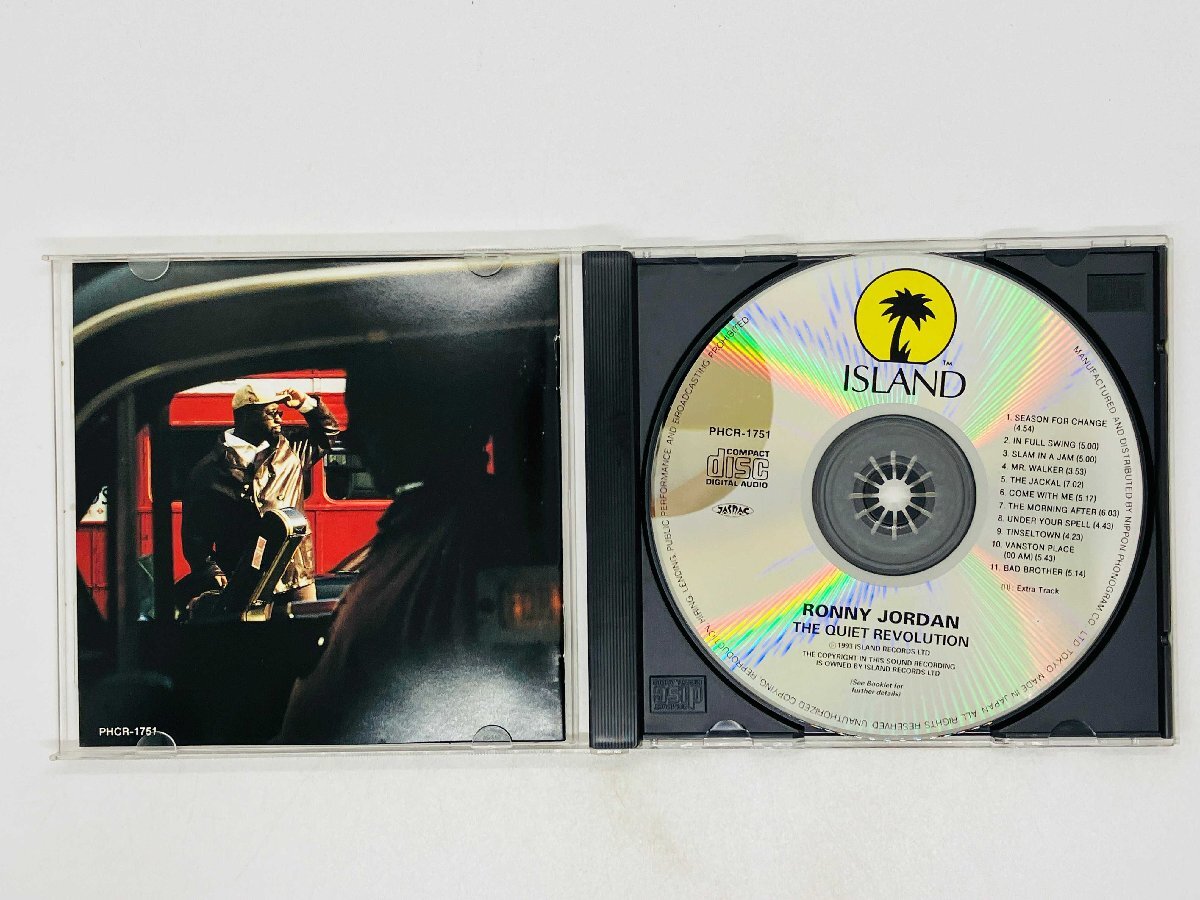 PHCR-1751
ISLAND
TM
PHCR-1751
COMPACT
disc
DIGITAL AUDIO
JASRAC
1. SEASON FOR CHANGE
(4.54)
2. IN FULL SWING (5.00)
3. SLAM IN A JAM (5.00)
4. MR. WALKER (3.53)
5. THE JACKAL (7.02)
6. COME WITH ME (5.17)
7. THE MORNING AFTER (6.03)
8. UNDER YOUR SPELL (4.43)
9. TINSELTOWN (4.23)
10. VANSTON PLACE
(00 AM) (5.43)
11. BAD BROTHER (5.14)
Extra Track
RONNY JORDAN
THE QUIET REVOLUTION
Ⓟ 1993 ISLAND RECORDS LTD
THE COPYRIGHT IN THIS SOUND RECORDING
IS OWNED BY ISLAND RECORDS LTD
(See Booklet for
further details)
MANUFACTURED AND DISTRIBUTED BY NIPPON PHONOGRAM CO. LTD. TOKYO MADE IN JAPAN. ALL RIGHTS RESERVED. UNAUTHORIZED COPYING, REPRODUCTION, HIRING, LENDING, PUBLIC PERFORMANCE AND BROADCASTING PROHIBITED
COMPACT
disc